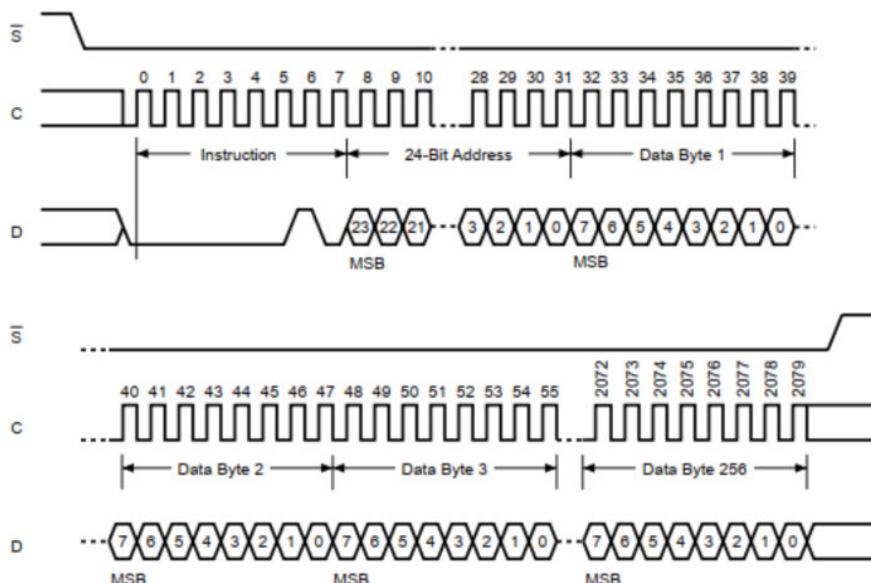 S
0 1 2 3 4 5 6 7 8 9 10 28 29 30 31 32 33 34 35 36 37 38 39
C
Instruction 24-Bit Address Data Byte 1
D 23 22 21 3 2 1 0 7 6 5 4 3 2 1 0
MSB MSB
S
40 41 42 43 44 45 46 47 48 49 50 51 52 53 54 55 2072 2073 2074 2075 2076 2077 2078 2079
C
Data Byte 2 Data Byte 3 Data Byte 256
D 7 6 5 4 3 2 1 0 7 6 5 4 3 2 1 0 7 6 5 4 3 2 1 0
MSB MSB MSB